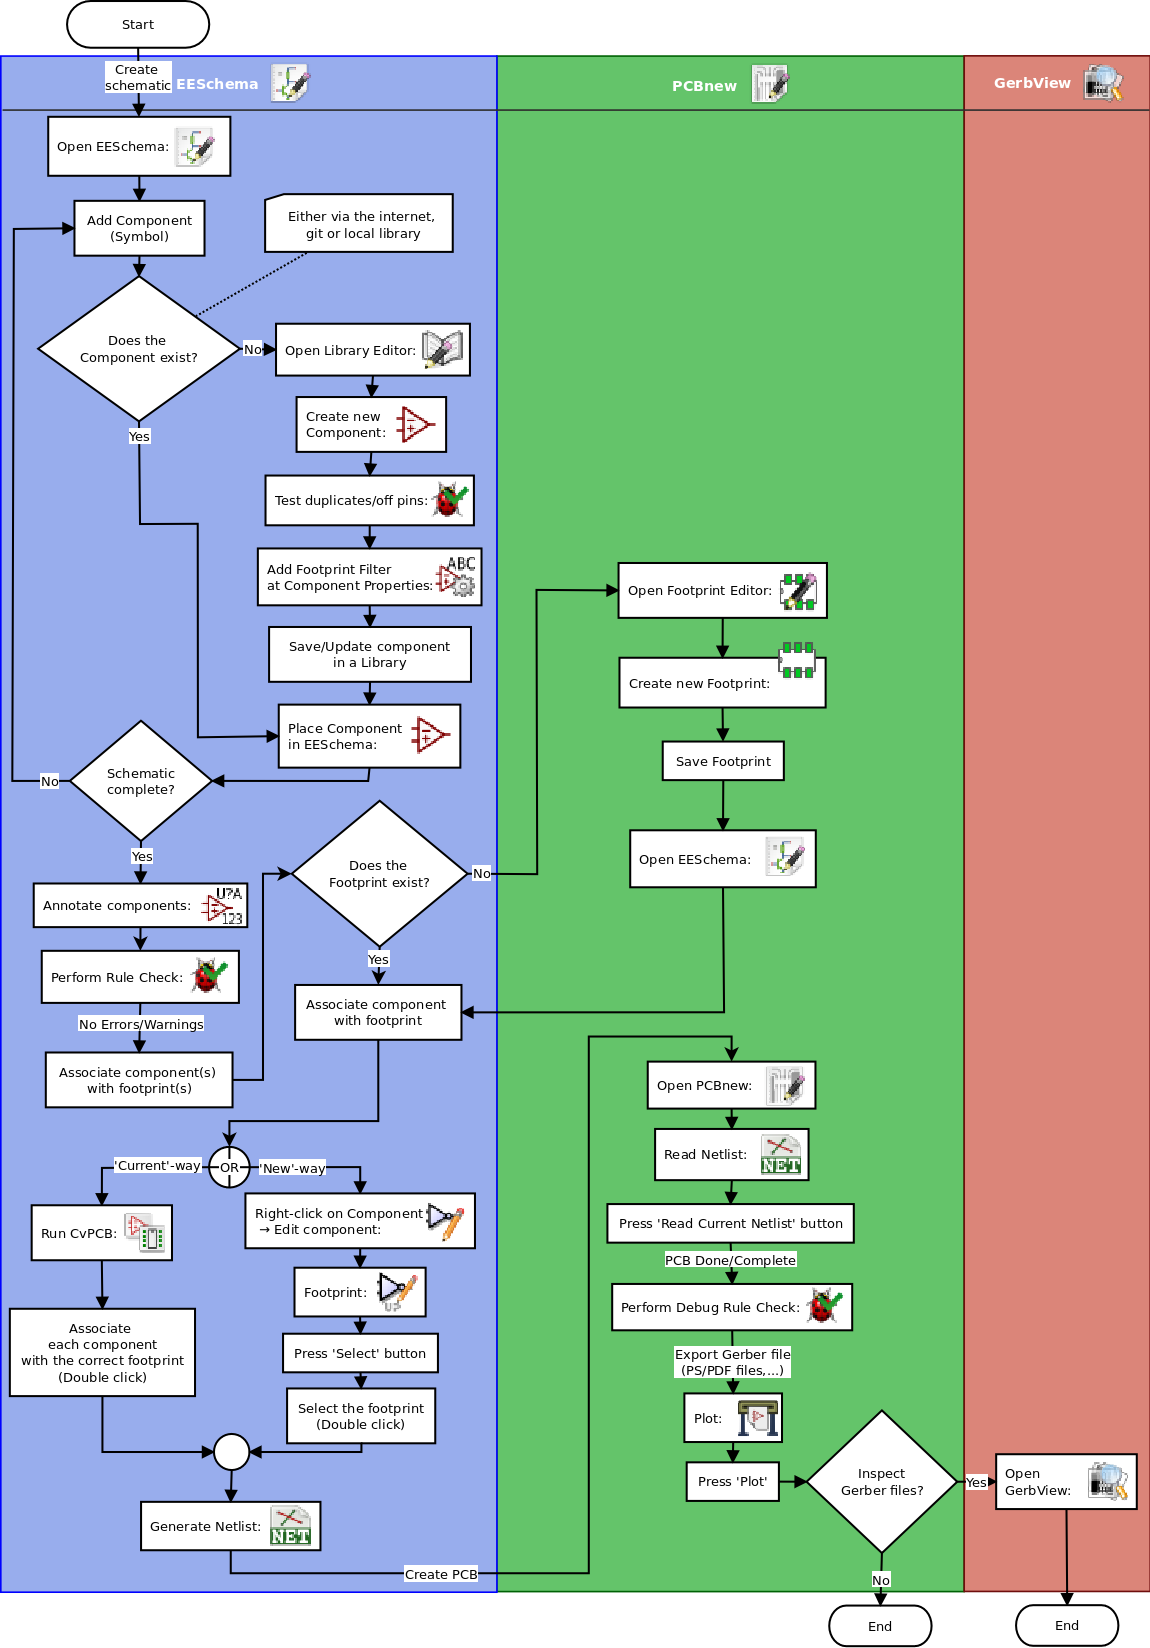 Start
Create
schematic
EESchema
PCBnew
GerbView
Open EESchema:
Add Component
(Symbol)
Either via the internet,
git or local library
Does the
Component exist?
No
Open Library Editor:
Create new
Component:
Yes
Test duplicates/off pins:
Add Footprint Filter
at Component Properties:
ABC
Save/Update component
in a Library
Place Component
in EESchema:
Schematic
complete?
No
Yes
Annotate components:
U?A
123
Perform Rule Check:
No Errors/Warnings
Associate component(s)
with footprint(s)
Does the
Footprint exist?
No
Yes
Open Footprint Editor:
Create new Footprint:
Save Footprint
Open EESchema:
Associate component
with footprint
OR
'Current'-way
'New'-way
Run CvPCB:
Associate
each component
with the correct footprint
(Double click)
Right-click on Component
→ Edit component:
Footprint:
Press 'Select' button
Select the footprint
(Double click)
Generate Netlist:
NET
Create PCB
Open PCBnew:
Read Netlist:
NET
Press 'Read Current Netlist' button
PCB Done/Complete
Perform Debug Rule Check:
Export Gerber file
(PS/PDF files,...)
Plot:
Press 'Plot'
Inspect
Gerber files?
Yes
Open
GerbView:
No
End
End